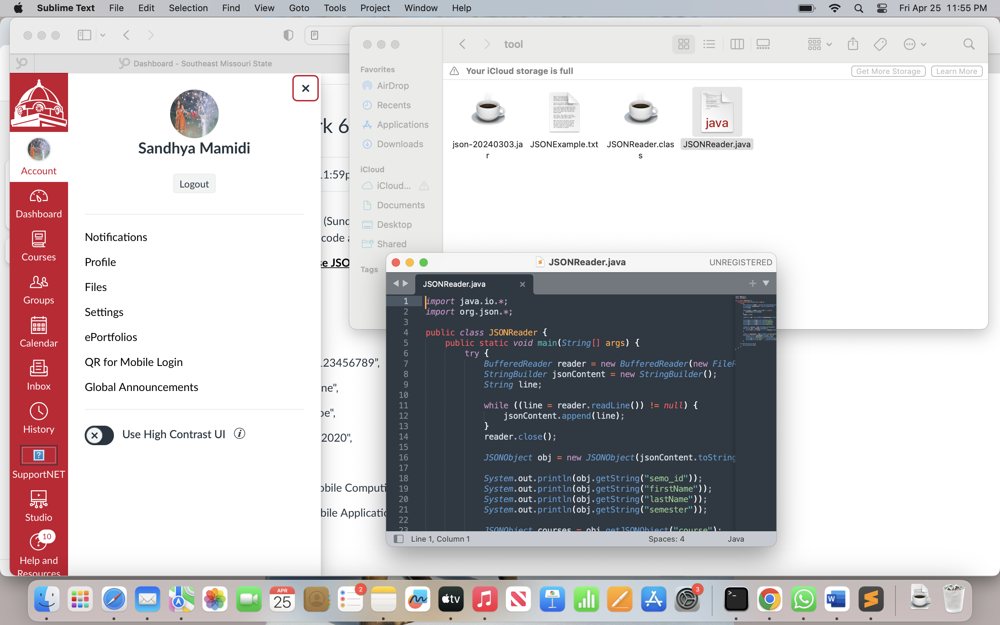 Sublime Text File Edit Selection Find View Goto Tools Project Window Help Fri Apr 25 11:55 PM
Dashboard - Southeast Missouri State
Sandhya Mamidi
Logout
Notifications
Profile
Files
Settings
ePortfolios
QR for Mobile Login
Global Announcements
Use High Contrast UI
Account
Dashboard
Courses
Groups
Calendar
Inbox
History
SupportNET
Studio
10
Help and
Resources
rk 6
11:59p
(Sund
code a
se JSO
123456789”,
ne",
oe",
2020",
obile Computi
bile Applicatio
tool
Favorites
AirDrop
Recents
Applications
Downloads
iCloud
iCloud...
Documents
Desktop
Shared
Tags
Your iCloud storage is full Get More Storage Learn More
json-20240303.ja
r
JSONExample.txt
JSONReader.clas
s
java
JSONReader.java
JSONReader.java UNREGISTERED
JSONReader.java
1 import java.io.*;
2 import org.json.*;
3
4 public class JSONReader {
5 public static void main(String[] args) {
6 try {
7 BufferedReader reader = new BufferedReader(new FileR
8 StringBuilder jsonContent = new StringBuilder();
9 String line;
10
11 while ((line = reader.readLine()) != null) {
12 jsonContent.append(line);
13 }
14 reader.close();
15
16 JSONObject obj = new JSONObject(jsonContent.toString
17
18 System.out.println(obj.getString("semo_id"));
19 System.out.println(obj.getString("firstName"));
20 System.out.println(obj.getString("lastName"));
21 System.out.println(obj.getString("semester"));
22
23 JSONObject courses = obj.getJSONObject("course");
Line 1, Column 1 Spaces: 4 Java
APR
25
2
tv
3
>_
W